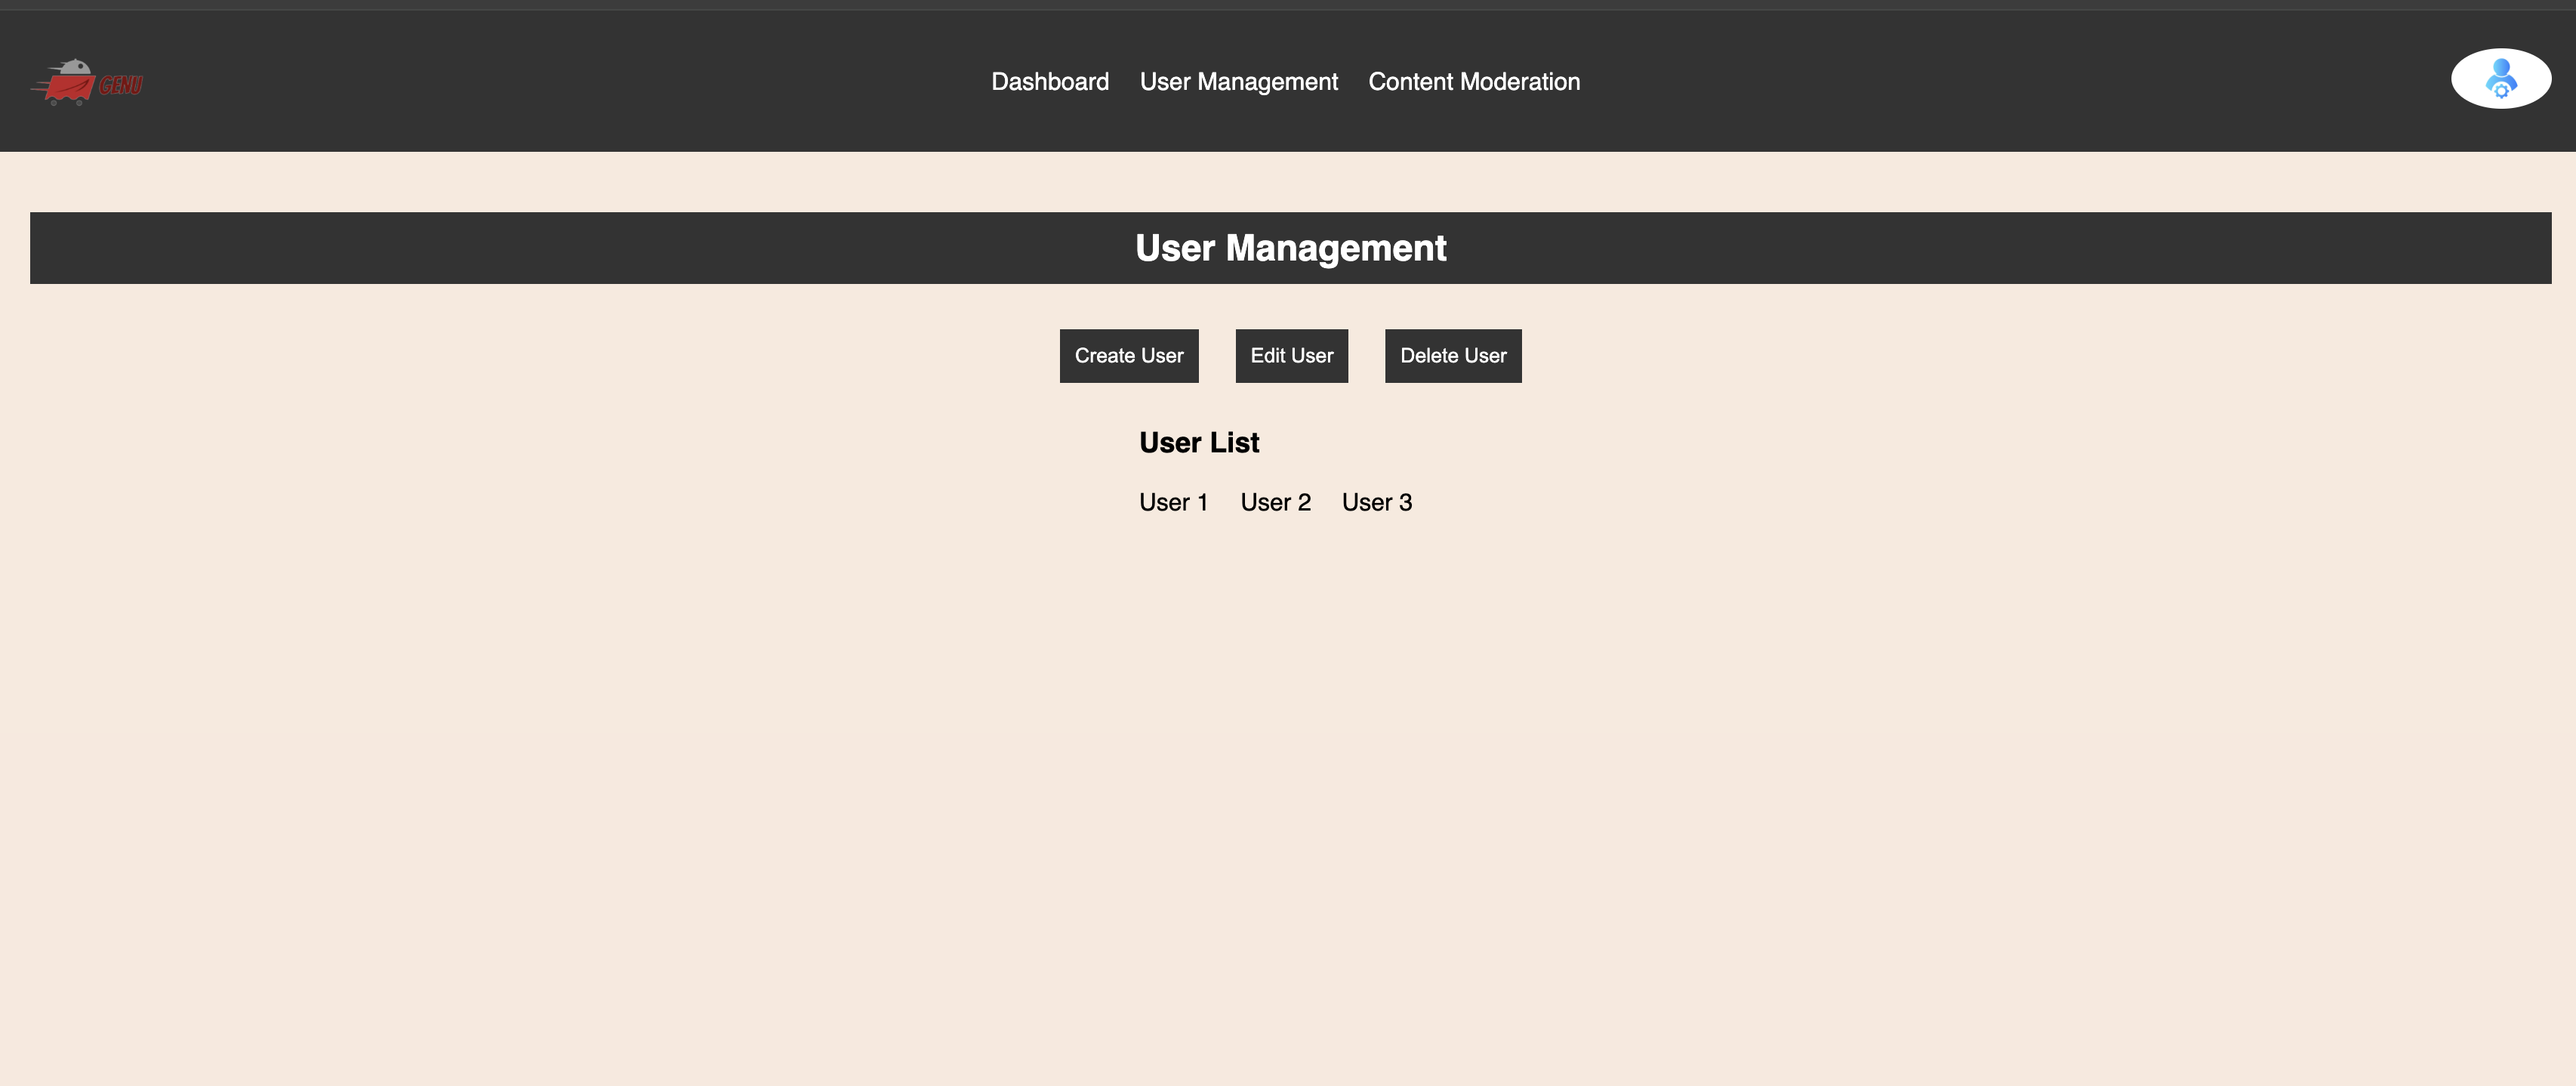 GENU
Dashboard User Management Content Moderation
User Management
Create User Edit User Delete User
User List
User 1 User 2 User 3